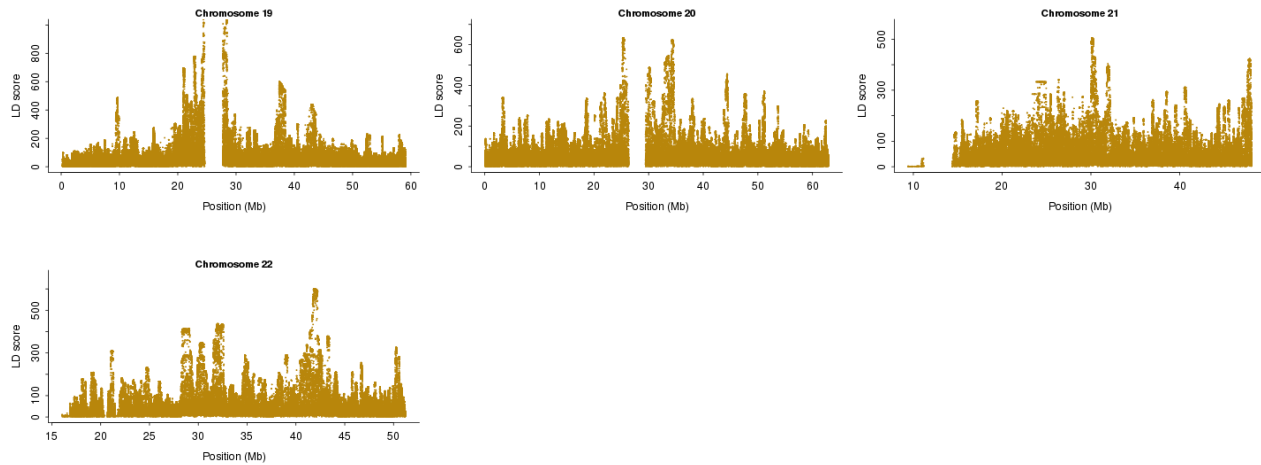 Chromosome 19
LD score
0 200 400 600 800
0 10 20 30 40 50 60
Position (Mb)
Chromosome 20
LD score
0 200 400 600
0 10 20 30 40 50 60
Position (Mb)
Chromosome 21
LD score
0 100 300 500
10 20 30 40
Position (Mb)
Chromosome 22
LD score
0 100 300 500
15 20 25 30 35 40 45 50
Position (Mb)